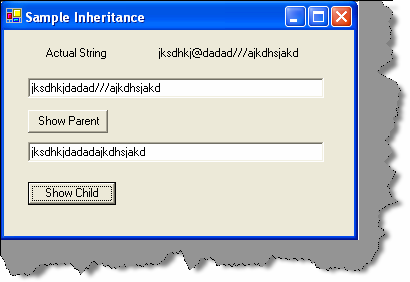 Sample Inheritance
Actual String jksdhkj@dadad///ajkdhsjakd
jksdhkjdadad///ajkdhsjakd
Show Parent
jksdhkjdadadajkdhsjakd
Show Child